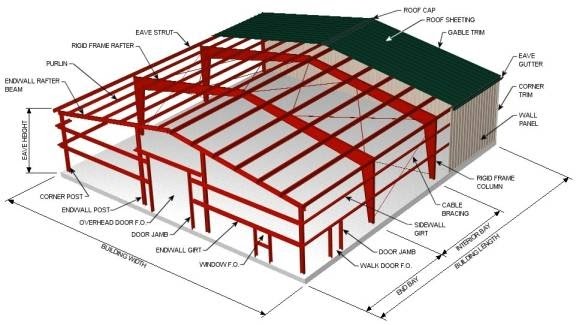 ROOF CAP
ROOF SHEETING
GABLE TRIM
EAVE STRUT
RIGID FRAME RAFTER
PURLIN
ENDWALL RAFTER
BEAM
EAVE
GUTTER
CORNER
TRIM
WALL
PANEL
EAVE HEIGHT
RIGID FRAME
COLUMN
CABLE
BRACING
SIDEWALL
GIRT
CORNER POST
ENDWALL POST
OVERHEAD DOOR F.O.
DOOR JAMB
ENDWALL GIRT
WINDOW F.O.
DOOR JAMB
WALK DOOR F.O.
BUILDING WIDTH
END BAY
INTERIOR BAY
BUILDING LENGTH